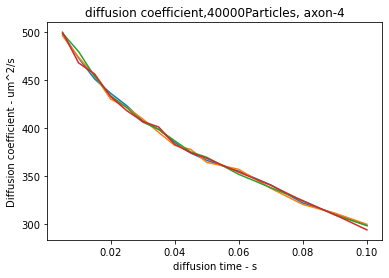 diffusion coefficient,40000Particles, axon-4
Diffusion coefficient - um^2/s
500
450
400
350
300
0.02 0.04 0.06 0.08 0.10
diffusion time - s